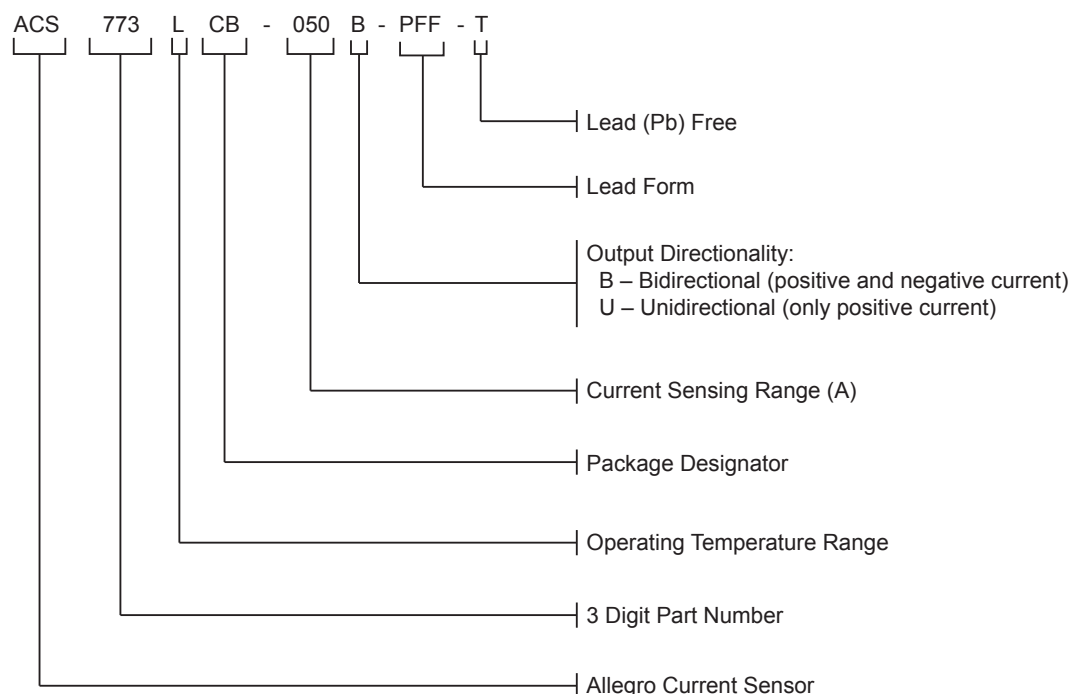 ACS 773 L CB - 050 B - PFF - T
Lead (Pb) Free
Lead Form
Output Directionality:
B – Bidirectional (positive and negative current)
U – Unidirectional (only positive current)
Current Sensing Range (A)
Package Designator
Operating Temperature Range
3 Digit Part Number
Allegro Current Sensor